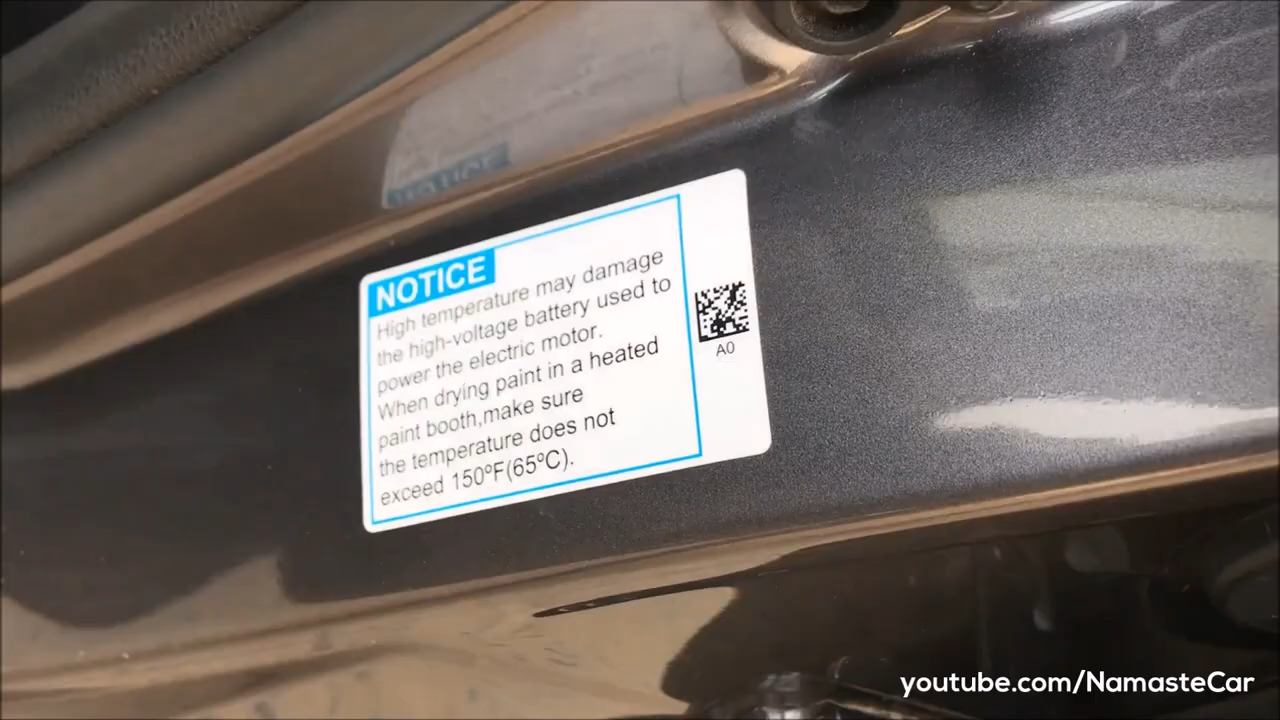 NOTICE
High temperature may damage
the high-voltage battery used to
power the electric motor.
When drying paint in a heated
paint booth,make sure
the temperature does not
exceed 150ºF(65ºC).
A0
youtube.com/NamasteCar